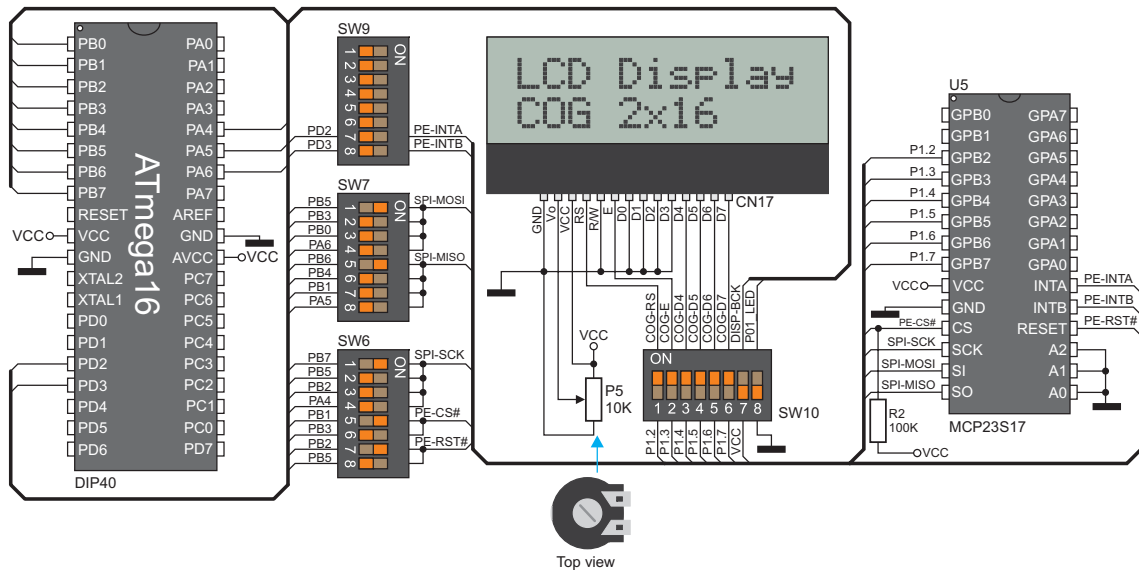 SW9
ON
1
2
3
4
5
6
7
8
PD2
PD3
PE-INTA
PE-INTB
SW7
ON
1
2
3
4
5
6
7
8
PB5
PB3
PB0
PA6
PB6
PB4
PB1
PA5
SPI-MOSI
SPI-MISO
SW6
ON
1
2
3
4
5
6
7
8
PB7
PB5
PB2
PA4
PB1
PB3
PB2
PB5
SPI-SCK
PE-CS#
PE-RST#
ATmega16
PB0
PB1
PB2
PB3
PB4
PB5
PB6
PB7
RESET
VCC
GND
XTAL2
XTAL1
PD0
PD1
PD2
PD3
PD4
PD5
PD6
PA0
PA1
PA2
PA3
PA4
PA5
PA6
PA7
AREF
GND
AVCC
PC7
PC6
PC5
PC4
PC3
PC2
PC1
PC0
PD7
VCC
VCC
DIP40
LCD Display
COG 2x16
CN17
GND
Vo
VCC
RS
R/W
E
D0
D1
D2
D3
D4
D5
D6
D7
COG-RS
COG-E
COG-D4
COG-D5
COG-D6
COG-D7
DISP-BCK
P01_LED
VCC
P5
10K
ON
1 2 3 4 5 6 7 8
SW10
P1.2
P1.3
P1.4
P1.5
P1.6
P1.7
VCC
Top view
U5
GPB0
GPB1
GPB2
GPB3
GPB4
GPB5
GPB6
GPB7
VCC
GND
CS
SCK
SI
SO
GPA7
GPA6
GPA5
GPA4
GPA3
GPA2
GPA1
GPA0
INTA
INTB
RESET
A2
A1
A0
P1.2
P1.3
P1.4
P1.5
P1.6
P1.7
VCC
PE-CS#
SPI-SCK
SPI-MOSI
SPI-MISO
PE-INTA
PE-INTB
PE-RST#
R2
100K
VCC
MCP23S17